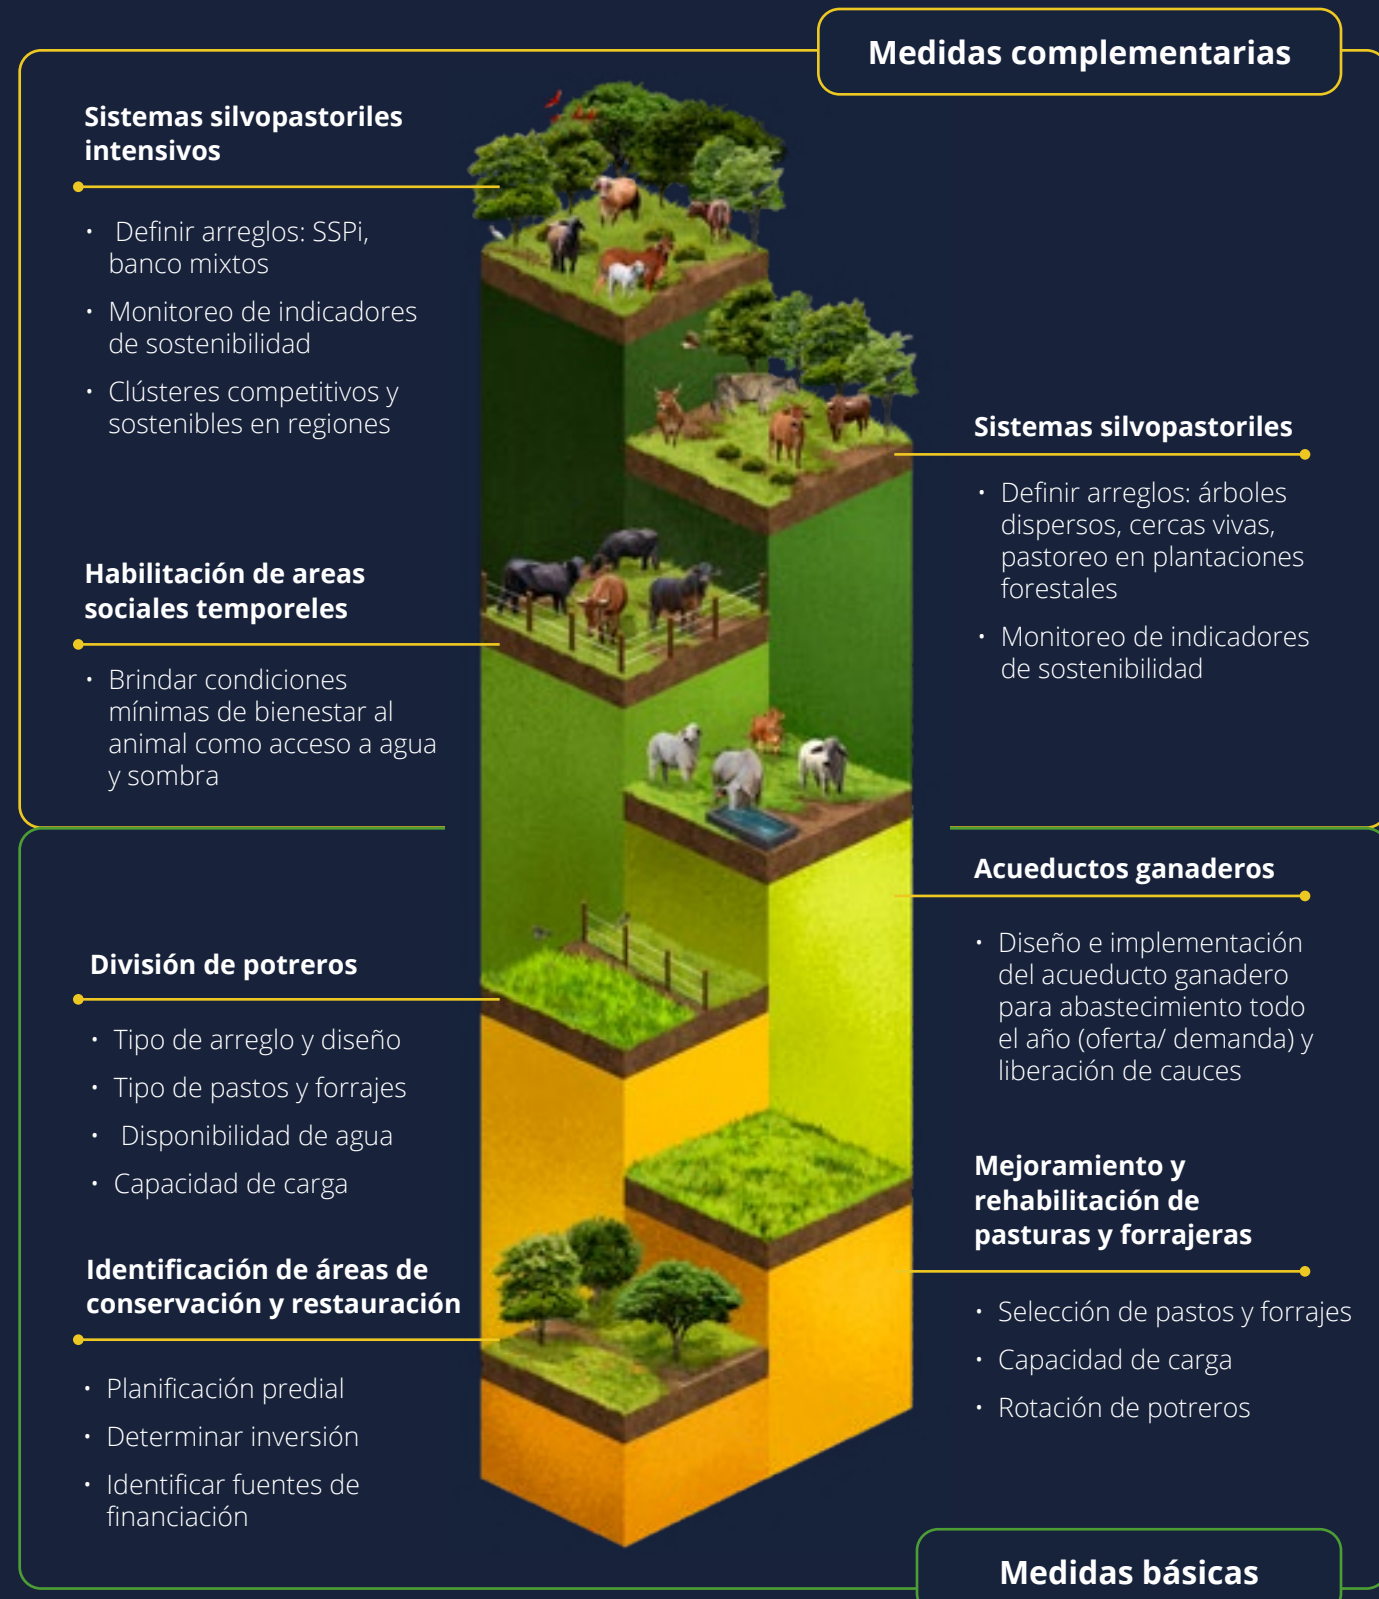 Medidas complementarias
Sistemas silvopastoriles
intensivos
• Definir arreglos: SSPi,
banco mixtos
• Monitoreo de indicadores
de sostenibilidad
• Clústeres competitivos y
sostenibles en regiones
Sistemas silvopastoriles
• Definir arreglos: árboles
dispersos, cercas vivas,
pastoreo en plantaciones
forestales
• Monitoreo de indicadores
de sostenibilidad
Habilitación de areas
sociales temporeles
• Brindar condiciones
mínimas de bienestar al
animal como acceso a agua
y sombra
Acueductos ganaderos
• Diseño e implementación
del acueducto ganadero
para abastecimiento todo
el año (oferta/ demanda) y
liberación de cauces
División de potreros
• Tipo de arreglo y diseño
• Tipo de pastos y forrajes
• Disponibilidad de agua
• Capacidad de carga
Mejoramiento y
rehabilitación de
pasturas y forrajeras
• Selección de pastos y forrajes
• Capacidad de carga
• Rotación de potreros
Identificación de áreas de
conservación y restauración
• Planificación predial
• Determinar inversión
• Identificar fuentes de
financiación
Medidas básicas